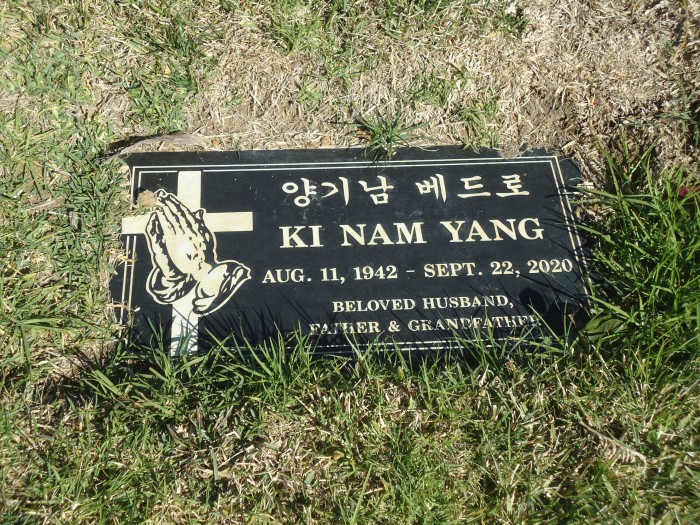 양기남 베드로
KI NAM YANG
AUG. 11, 1942 - SEPT. 22, 2020
BELOVED HUSBAND,
FATHER & GRANDFATHER